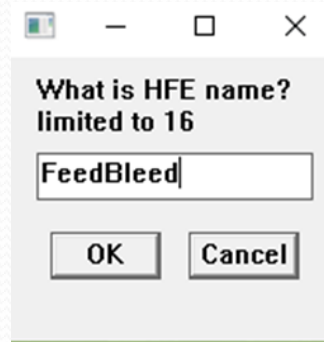 What is HFE name?
limited to 16
FeedBleed
OK
Cancel